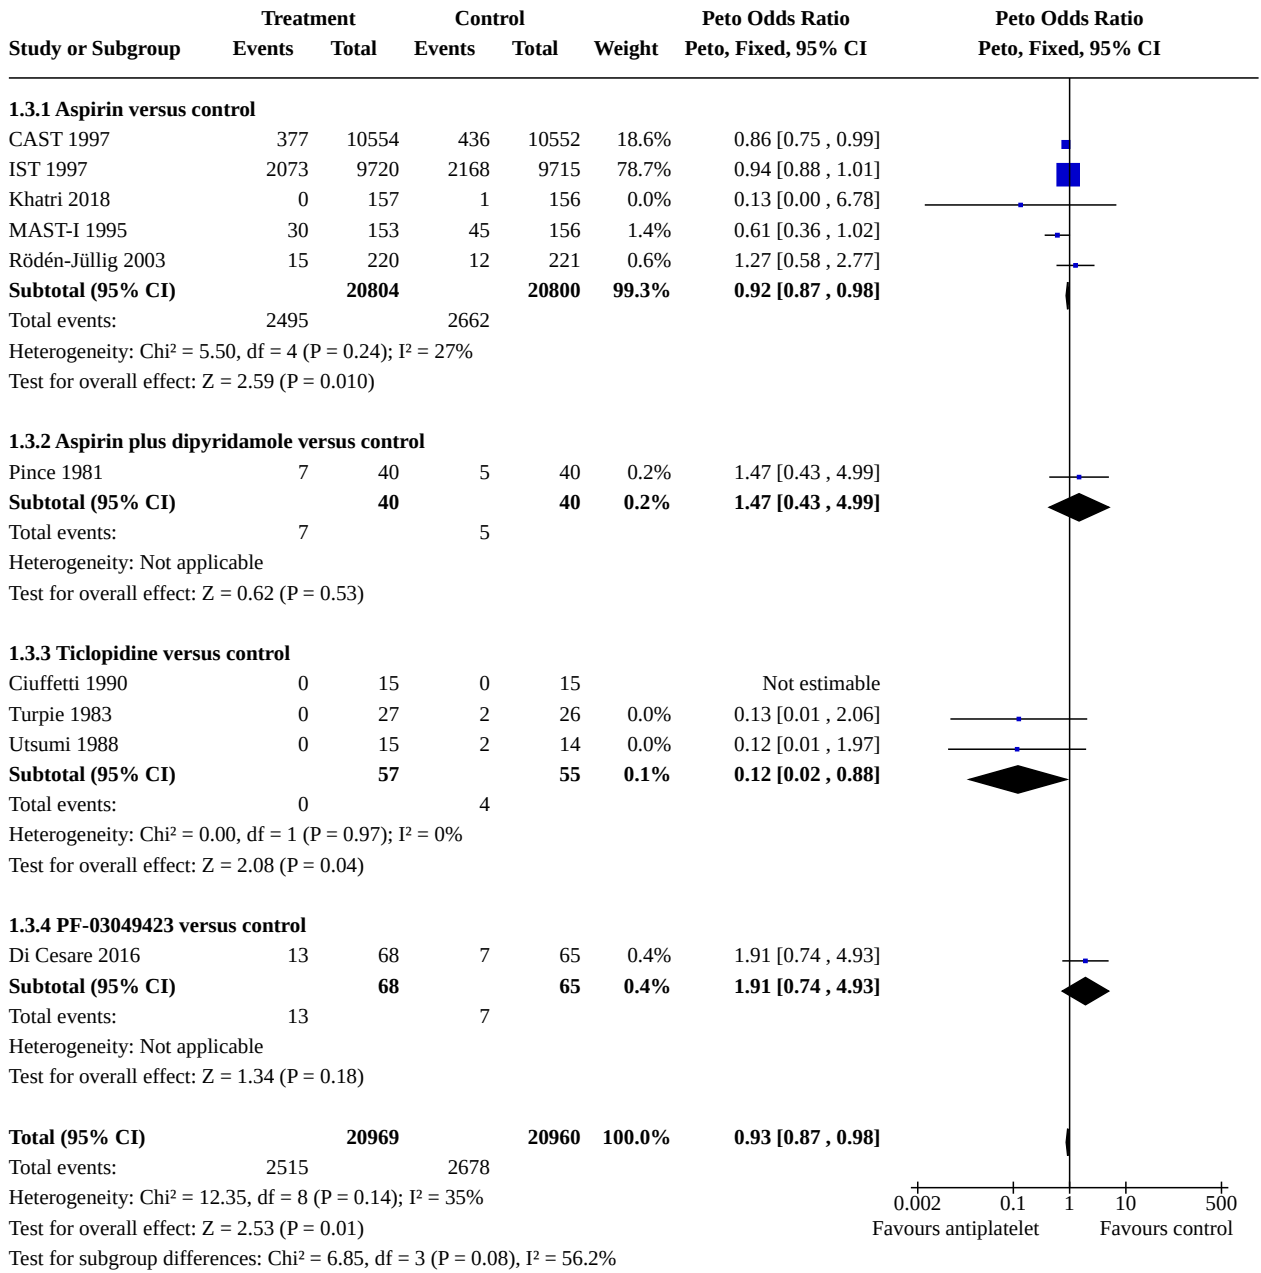 Treatment Control Peto Odds Ratio Peto Odds Ratio
Study or Subgroup Events Total Events Total Weight Peto, Fixed, 95% CI Peto, Fixed, 95% CI
1.3.1 Aspirin versus control
CAST 1997 377 10554 436 10552 18.6% 0.86 [0.75 , 0.99]
IST 1997 2073 9720 2168 9715 78.7% 0.94 [0.88 , 1.01]
Khatri 2018 0 157 1 156 0.0% 0.13 [0.00 , 6.78]
MAST-I 1995 30 153 45 156 1.4% 0.61 [0.36 , 1.02]
Rödén-Jüllig 2003 15 220 12 221 0.6% 1.27 [0.58 , 2.77]
Subtotal (95% CI) 20804 20800 99.3% 0.92 [0.87 , 0.98]
Total events: 2495 2662
Heterogeneity: Chi² = 5.50, df = 4 (P = 0.24); I² = 27%
Test for overall effect: Z = 2.59 (P = 0.010)
1.3.2 Aspirin plus dipyridamole versus control
Pince 1981 7 40 5 40 0.2% 1.47 [0.43 , 4.99]
Subtotal (95% CI) 40 40 0.2% 1.47 [0.43 , 4.99]
Total events: 7 5
Heterogeneity: Not applicable
Test for overall effect: Z = 0.62 (P = 0.53)
1.3.3 Ticlopidine versus control
Ciuffetti 1990 0 15 0 15 Not estimable
Turpie 1983 0 27 2 26 0.0% 0.13 [0.01 , 2.06]
Utsumi 1988 0 15 2 14 0.0% 0.12 [0.01 , 1.97]
Subtotal (95% CI) 57 55 0.1% 0.12 [0.02 , 0.88]
Total events: 0 4
Heterogeneity: Chi² = 0.00, df = 1 (P = 0.97); I² = 0%
Test for overall effect: Z = 2.08 (P = 0.04)
1.3.4 PF-03049423 versus control
Di Cesare 2016 13 68 7 65 0.4% 1.91 [0.74 , 4.93]
Subtotal (95% CI) 68 65 0.4% 1.91 [0.74 , 4.93]
Total events: 13 7
Heterogeneity: Not applicable
Test for overall effect: Z = 1.34 (P = 0.18)
Total (95% CI) 20969 20960 100.0% 0.93 [0.87 , 0.98]
Total events: 2515 2678
Heterogeneity: Chi² = 12.35, df = 8 (P = 0.14); I² = 35%
0.002 0.1 1 10 500
Test for overall effect: Z = 2.53 (P = 0.01)
Favours antiplatelet Favours control
Test for subgroup differences: Chi² = 6.85, df = 3 (P = 0.08), I² = 56.2%